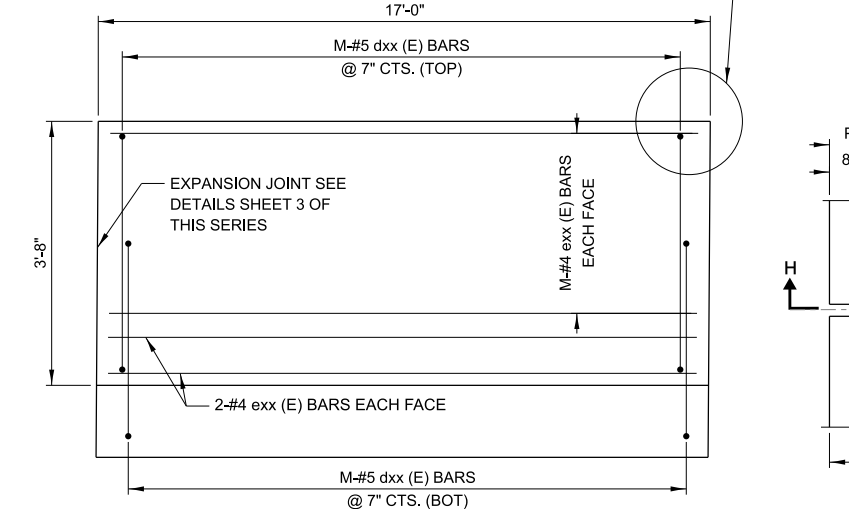 17'-0"
M-#5 dxx (E) BARS
@ 7" CTS. (TOP)
EXPANSION JOINT SEE
DETAILS SHEET 3 OF
THIS SERIES
3'-8"
M-#4 exx (E) BARS
EACH FACE
H
8
2-#4 exx (E) BARS EACH FACE
M-#5 dxx (E) BARS
@ 7" CTS. (BOT)